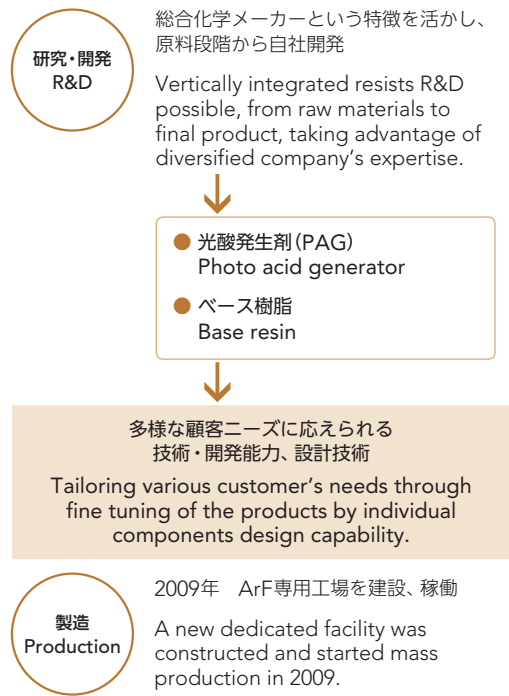 研究・開発
R&D
総合化学メーカーという特徴を活かし、
原料段階から自社開発
Vertically integrated resists R&D
possible, from raw materials to
final product, taking advantage of
diversified company's expertise.
光酸発生剤(PAG)
Photo acid generator
ベース樹脂
Base resin
多様な顧客ニーズに応えられる
技術・開発能力、設計技術
Tailoring various customer's needs through
fine tuning of the products by individual
components design capability.
製造
Production
2009年 ArF専用工場を建設、稼働
A new dedicated facility was
constructed and started mass
production in 2009.